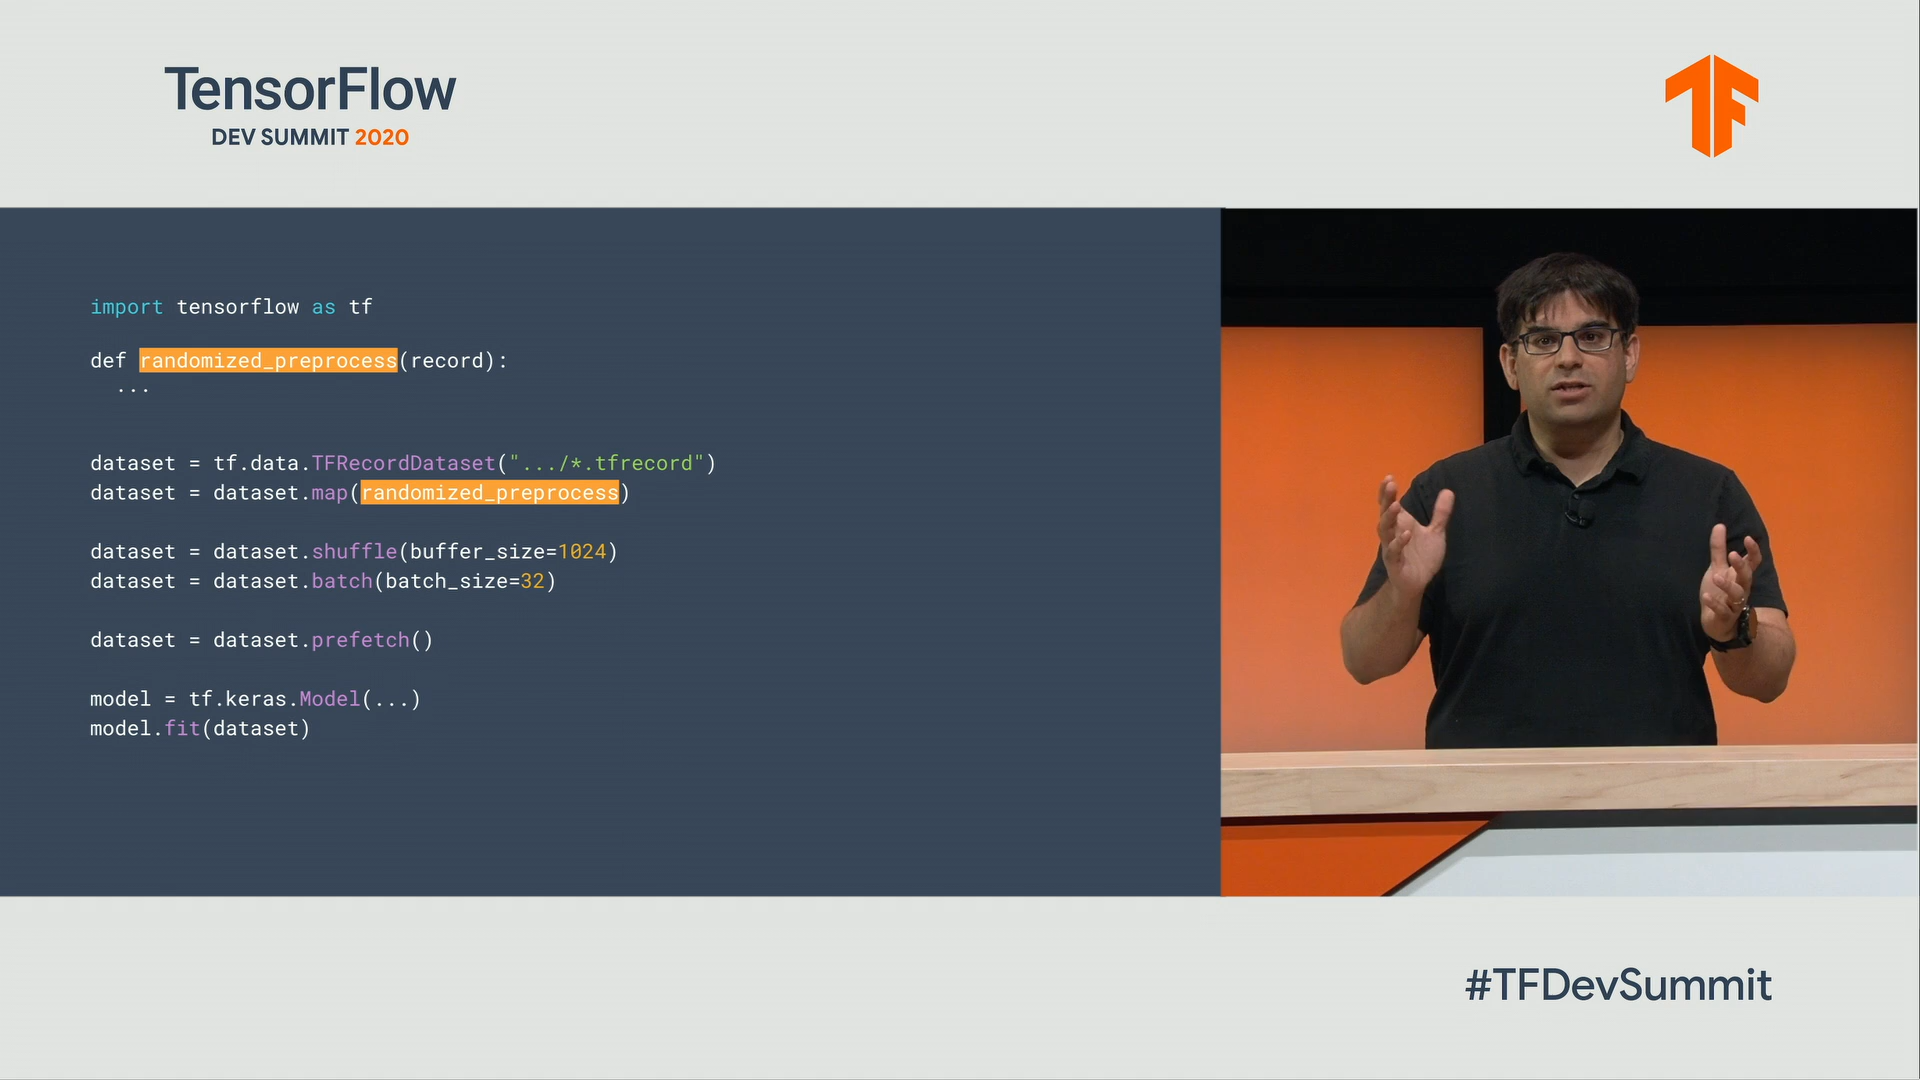 TensorFlow
DEV SUMMIT 2020
import tensorflow as tf
def randomized_preprocess(record):
...
dataset = tf.data.TFRecordDataset(".../*.tfrecord")
dataset = dataset.map(randomized_preprocess)
dataset = dataset.shuffle(buffer_size=1024)
dataset = dataset.batch(batch_size=32)
dataset = dataset.prefetch()
model = tf.keras.Model(...)
model.fit(dataset)
#TFDevSummit